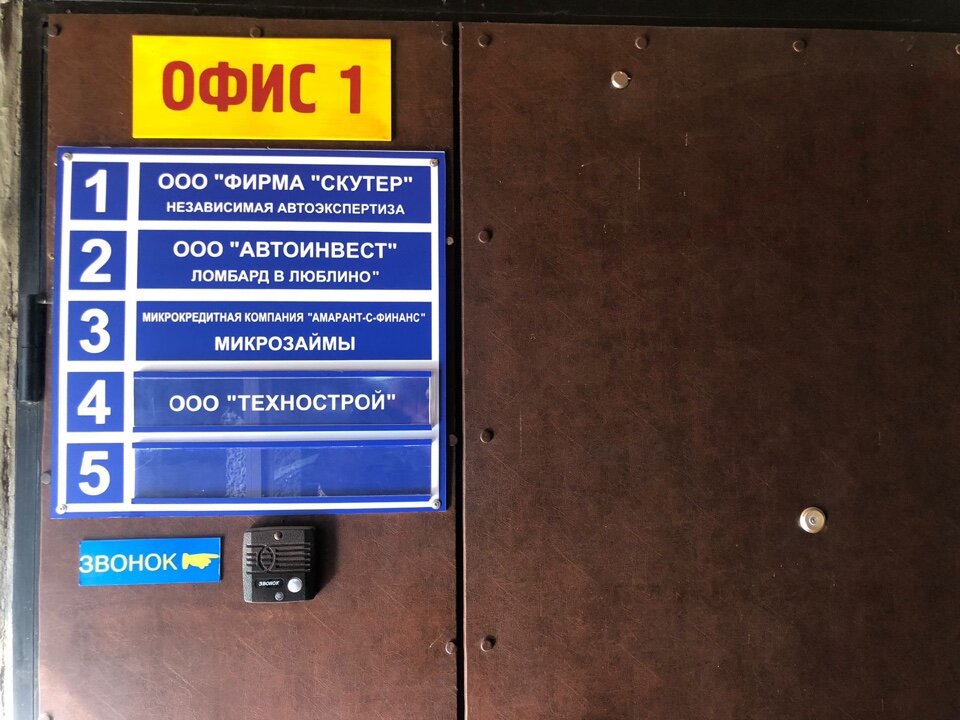 ОФИС 1
1
ООО "ФИРМА "СКУТЕР"
НЕЗАВИСИМАЯ АВТОЭКСПЕРТИЗА
2
ООО "АВТОИНВЕСТ"
ЛОМБАРД В ЛЮБЛИНО"
3
МИКРОКРЕДИТНАЯ КОМПАНИЯ "АМАРАНТ-С-ФИНАНС"
МИКРОЗАЙМЫ
4
ООО "ТЕХНОСТРОЙ"
5
ЗВОНОК
ЗВОНОК